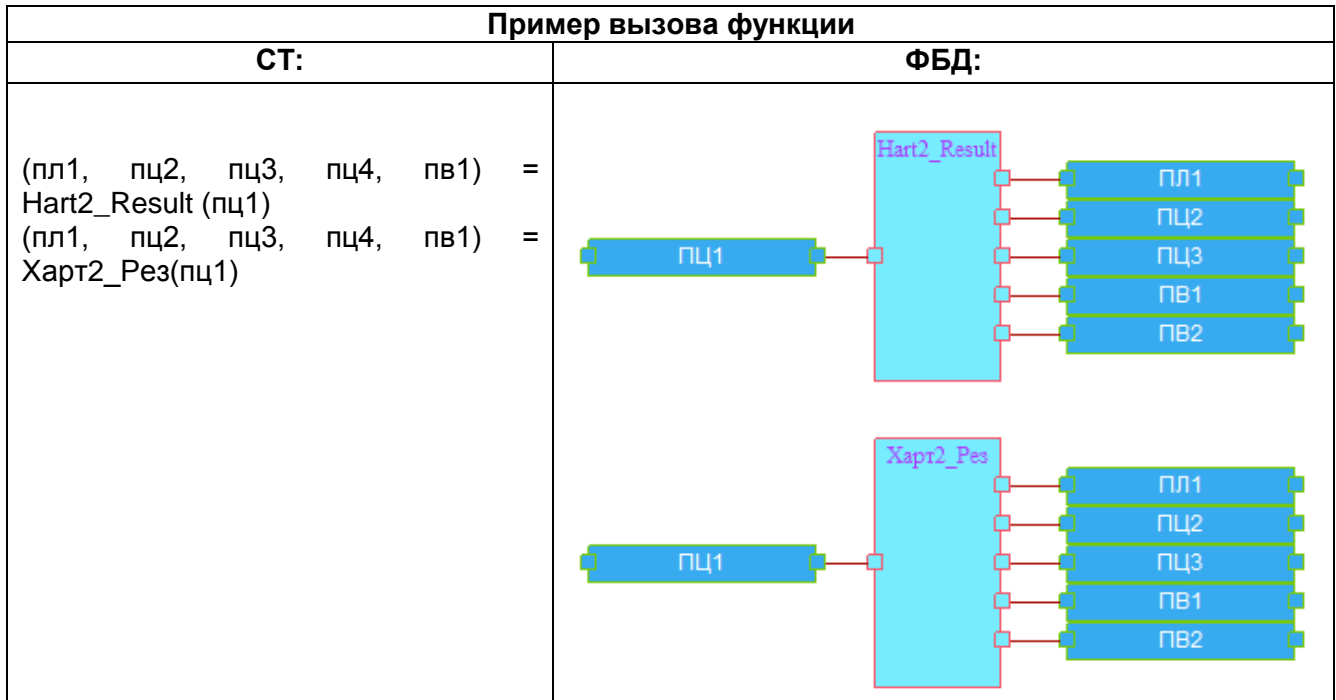 Пример вызова функции
СТ:
ФБД:
(пл1, пц2, пц3, пц4, пв1) =
Hart2_Result (пц1)
(пл1, пц2, пц3, пц4, пв1) =
Харт2_Рез(пц1)
Hart2_Result
ПЦ1
ПЛ1
ПЦ2
ПЦ3
ПВ1
ПВ2
Харт2_Рез
ПЦ1
ПЛ1
ПЦ2
ПЦ3
ПВ1
ПВ2